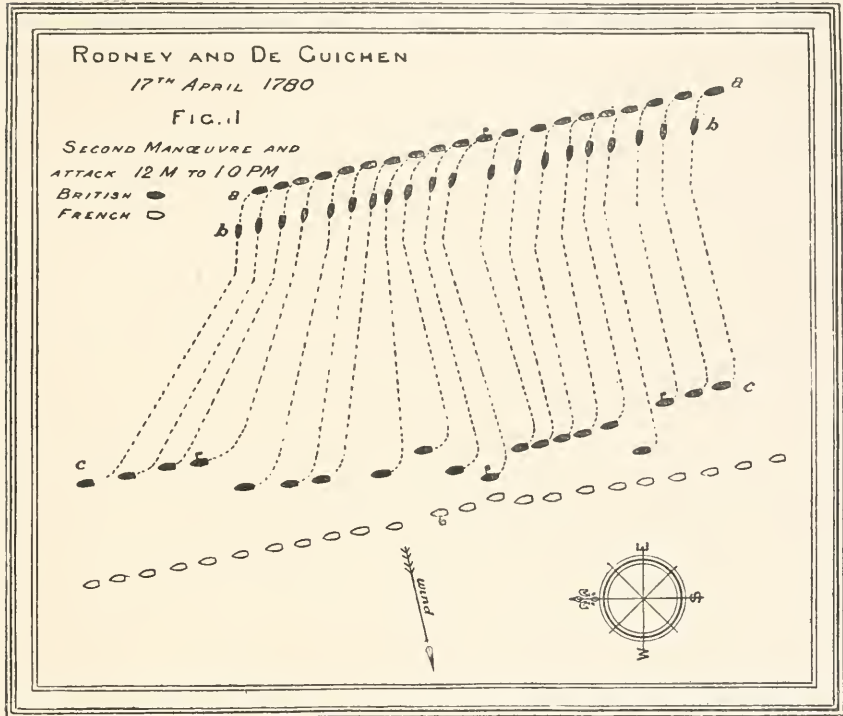 RODNEY AND DE GUICHEN
17TH APRIL 1780
FIG. 1
SECOND MANŒUVRE AND
ATTACK 12 M TO 1 0 PM
BRITISH
FRENCH
a
b
a
b
c
c
wind
E
S
W